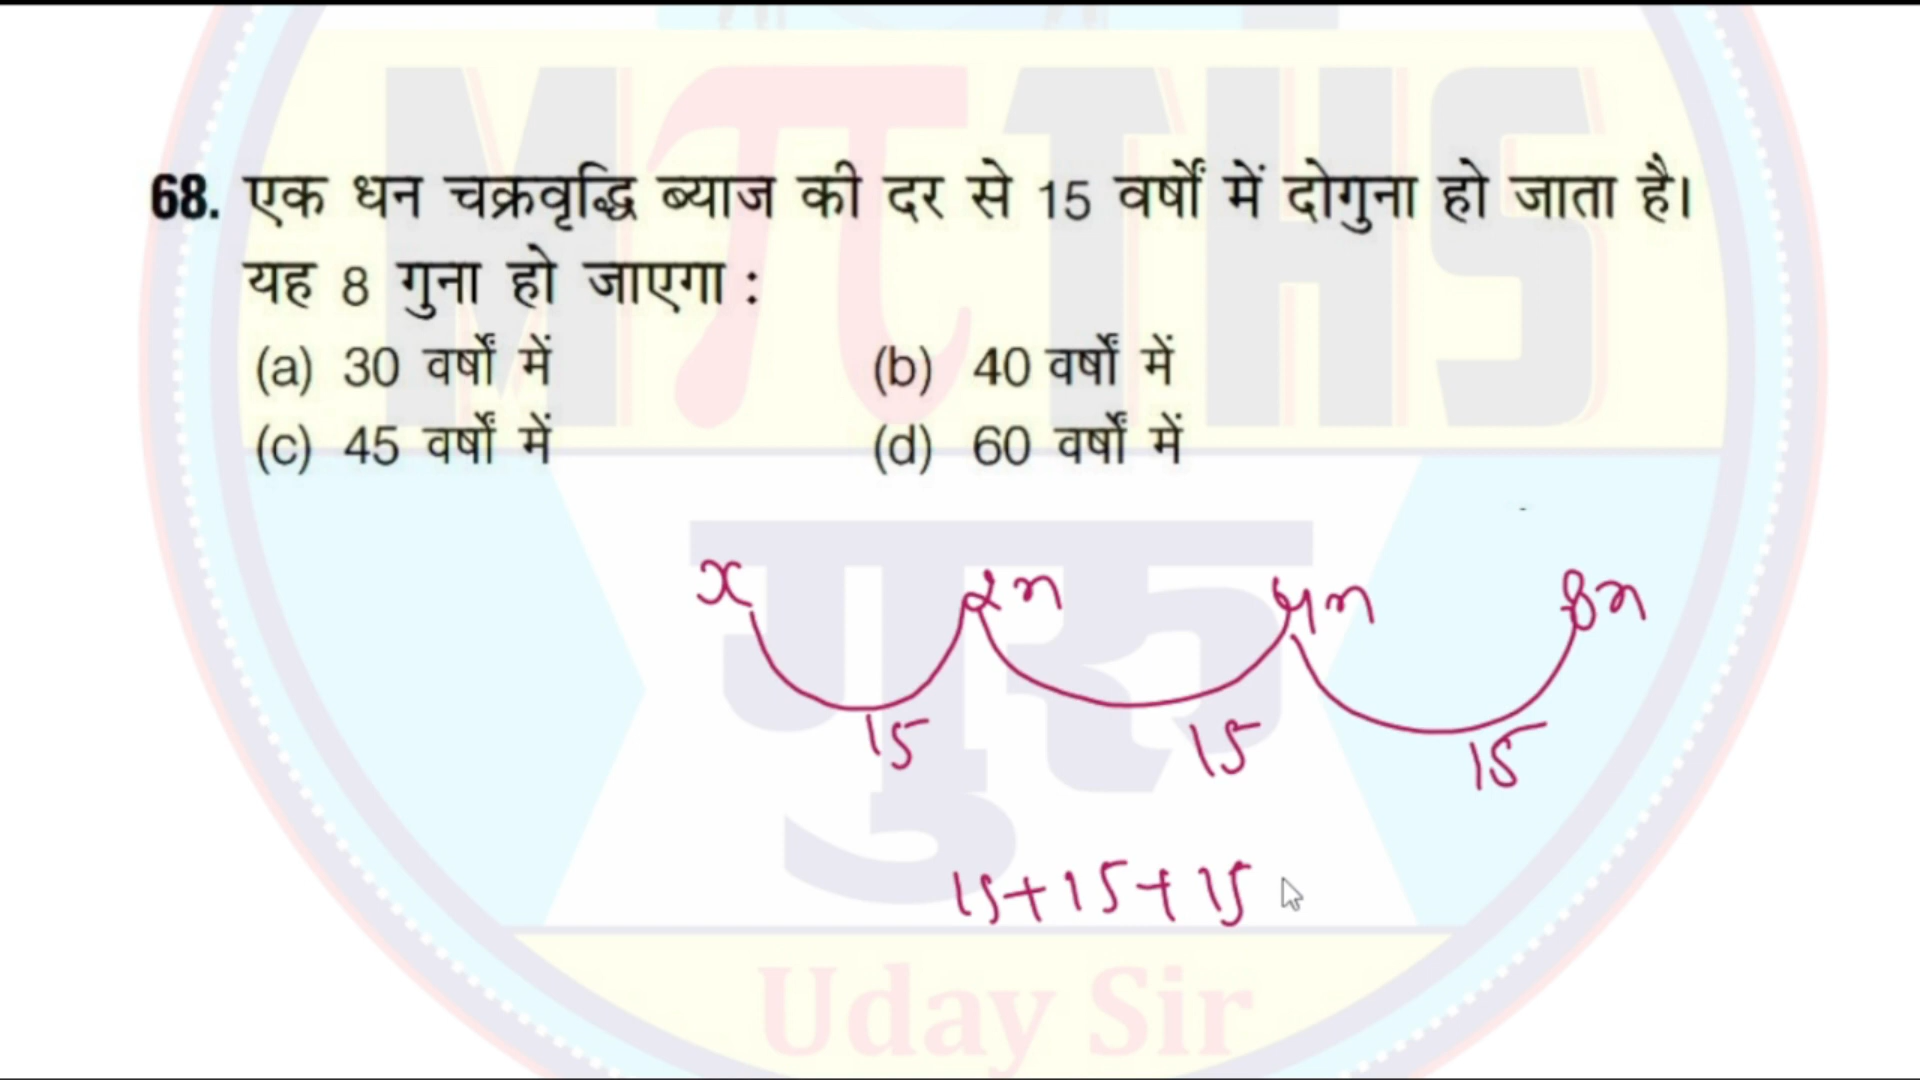 MπTHS
68. एक धन चक्रवृद्धि ब्याज की दर से 15 वर्षों में दोगुना हो जाता है।
यह 8 गुना हो जाएगा :
(a) 30 वर्षों में (b) 40 वर्षों में
(c) 45 वर्षों में (d) 60 वर्षों में
गुरु
x 2x 4x 8x
15 15 15
15+15+15
Uday Sir